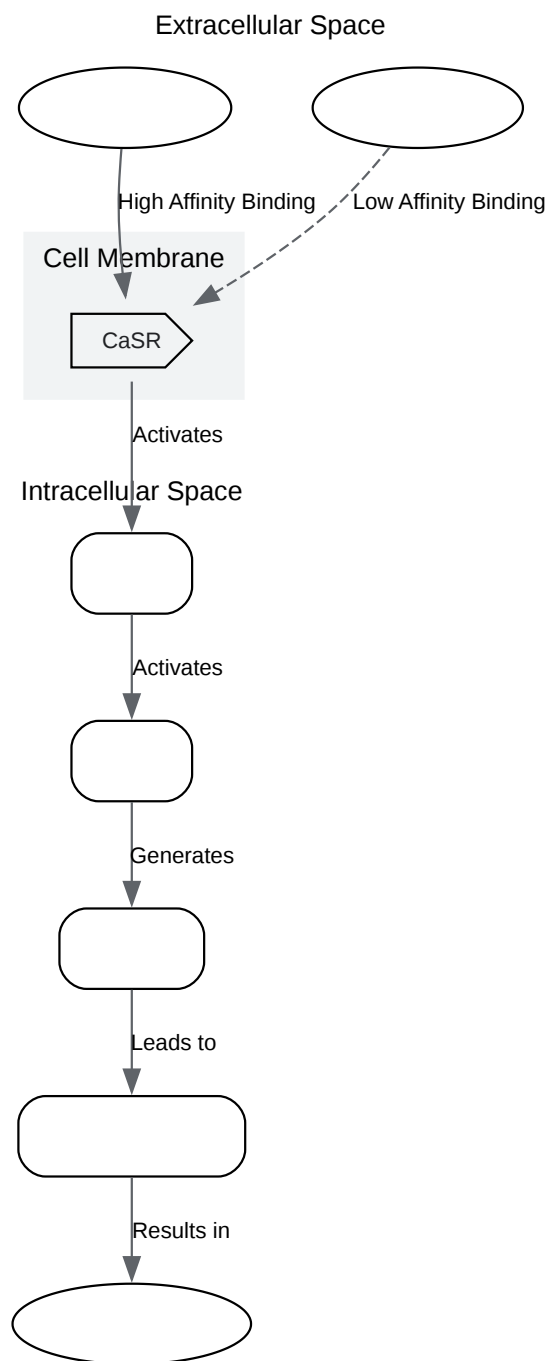 Extracellular Space
High Affinity Binding
Low Affinity Binding
Cell Membrane
CaSR
Activates
Intracellular Space
Activates
Generates
Leads to
Results in